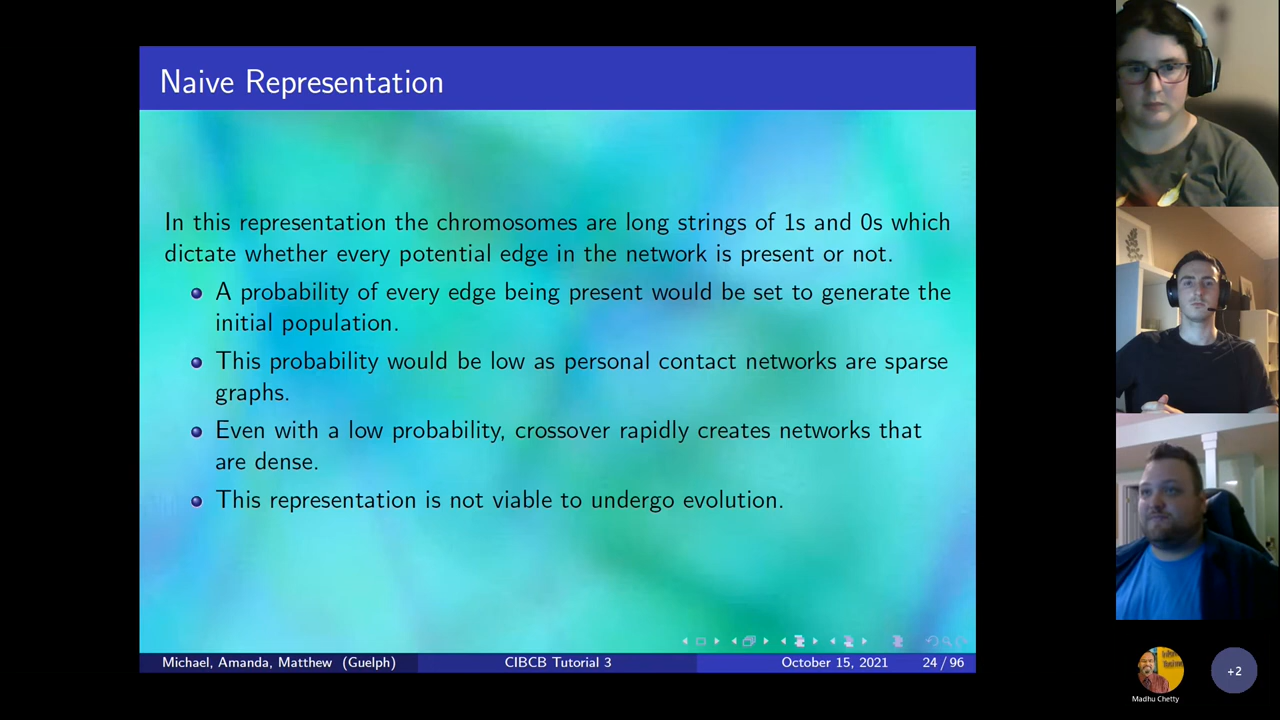 Naive Representation
In this representation the chromosomes are long strings of 1s and 0s which
dictate whether every potential edge in the network is present or not.
A probability of every edge being present would be set to generate the
initial population.
This probability would be low as personal contact networks are sparse
graphs.
Even with a low probability, crossover rapidly creates networks that
are dense.
This representation is not viable to undergo evolution.
Michael, Amanda, Matthew (Guelph) CIBCB Tutorial 3 October 15, 2021 24 / 96
+2
Madhu Chetty